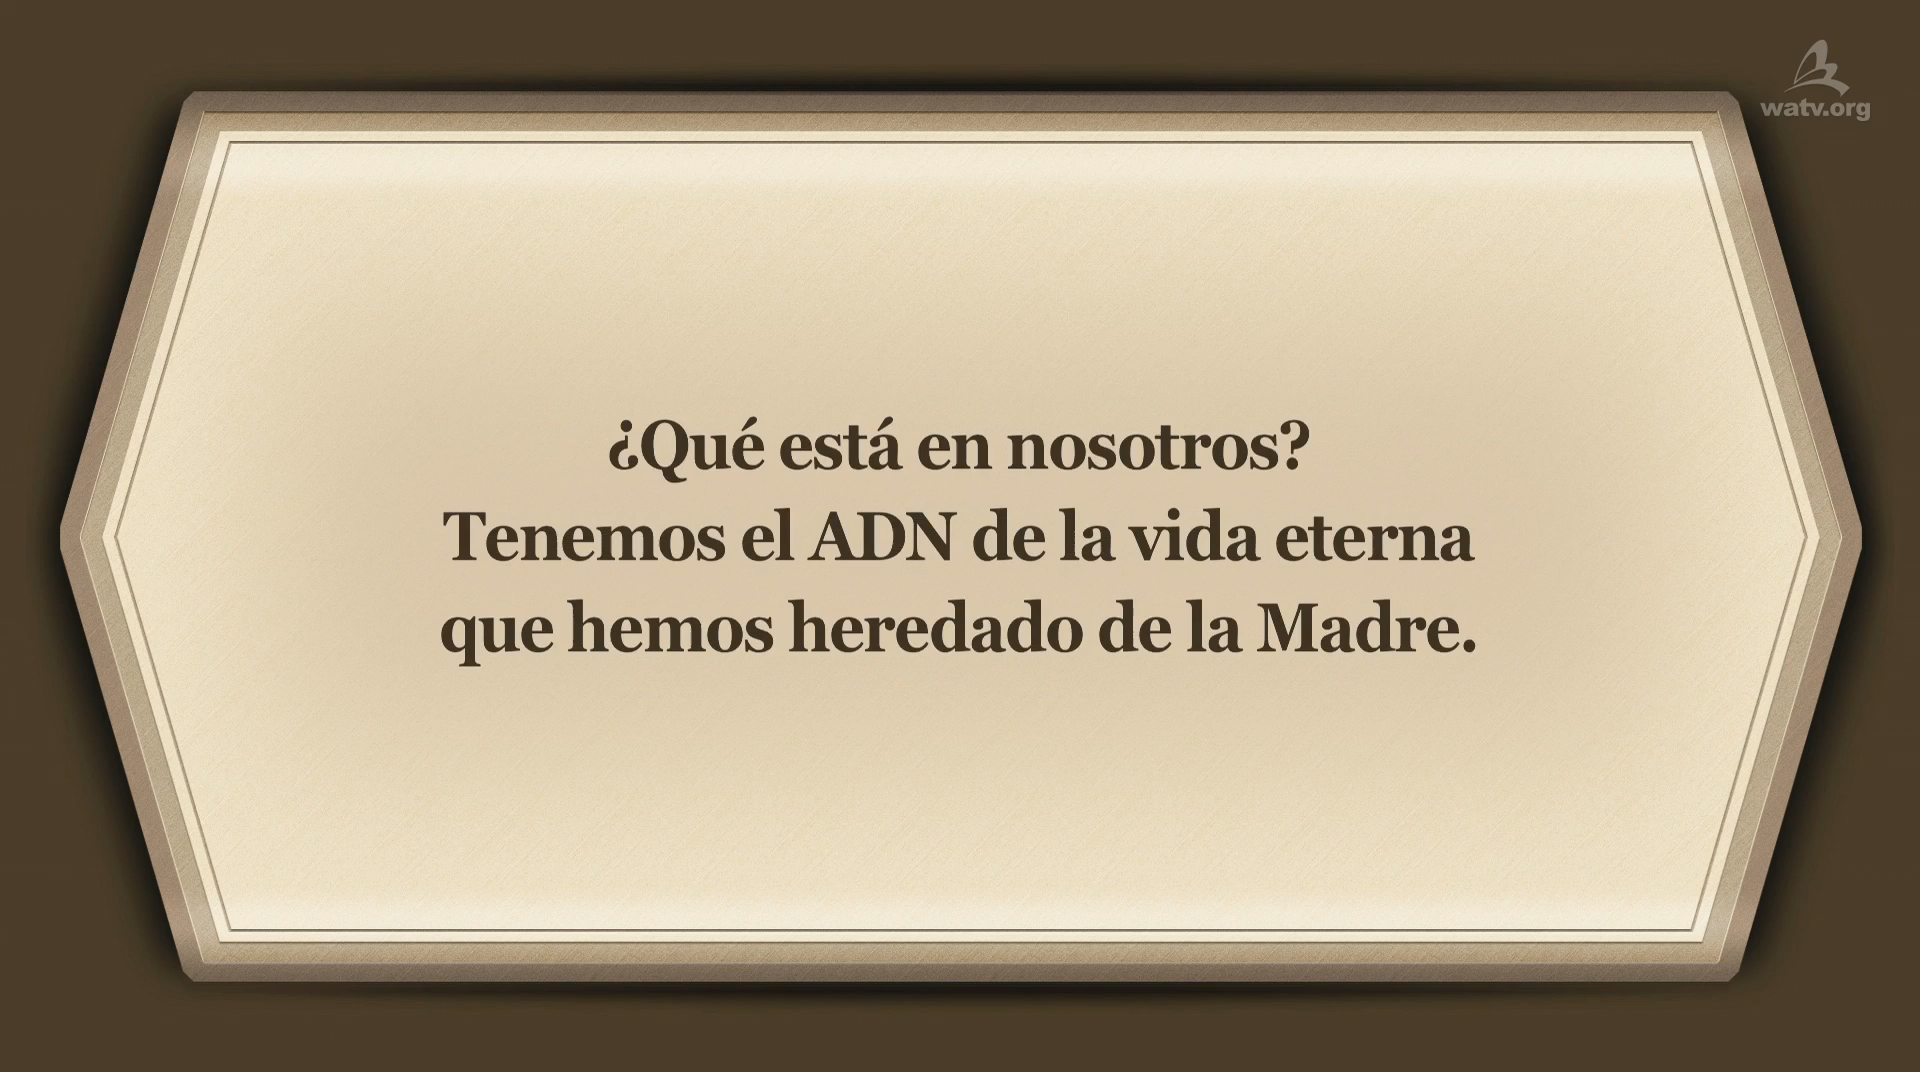 watv.org
¿Qué está en nosotros?
Tenemos el ADN de la vida eterna
que hemos heredado de la Madre.